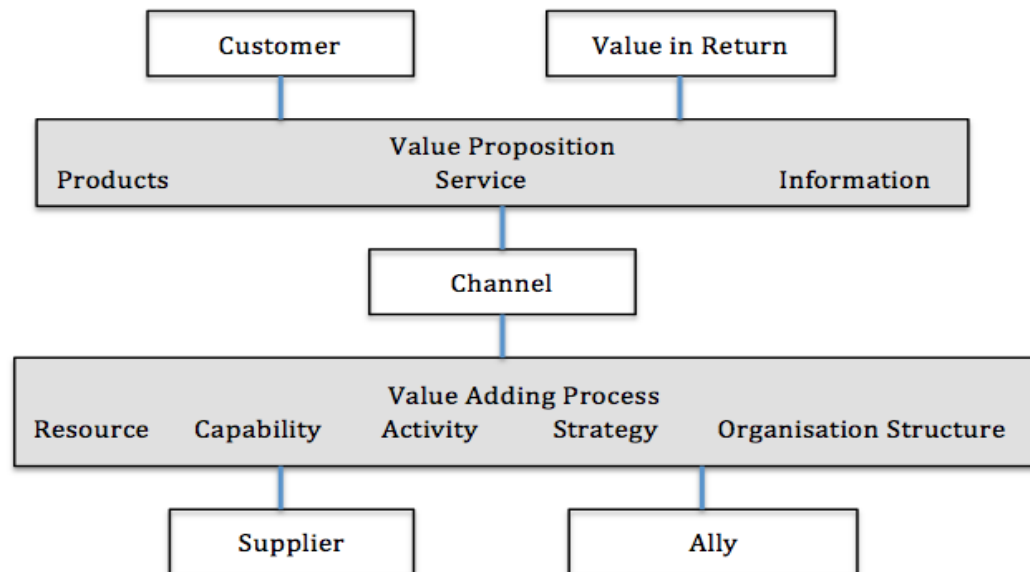 Customer
Value in Return
Value Proposition
Products Service Information
Channel
Value Adding Process
Resource Capability Activity Strategy Organisation Structure
Supplier
Ally